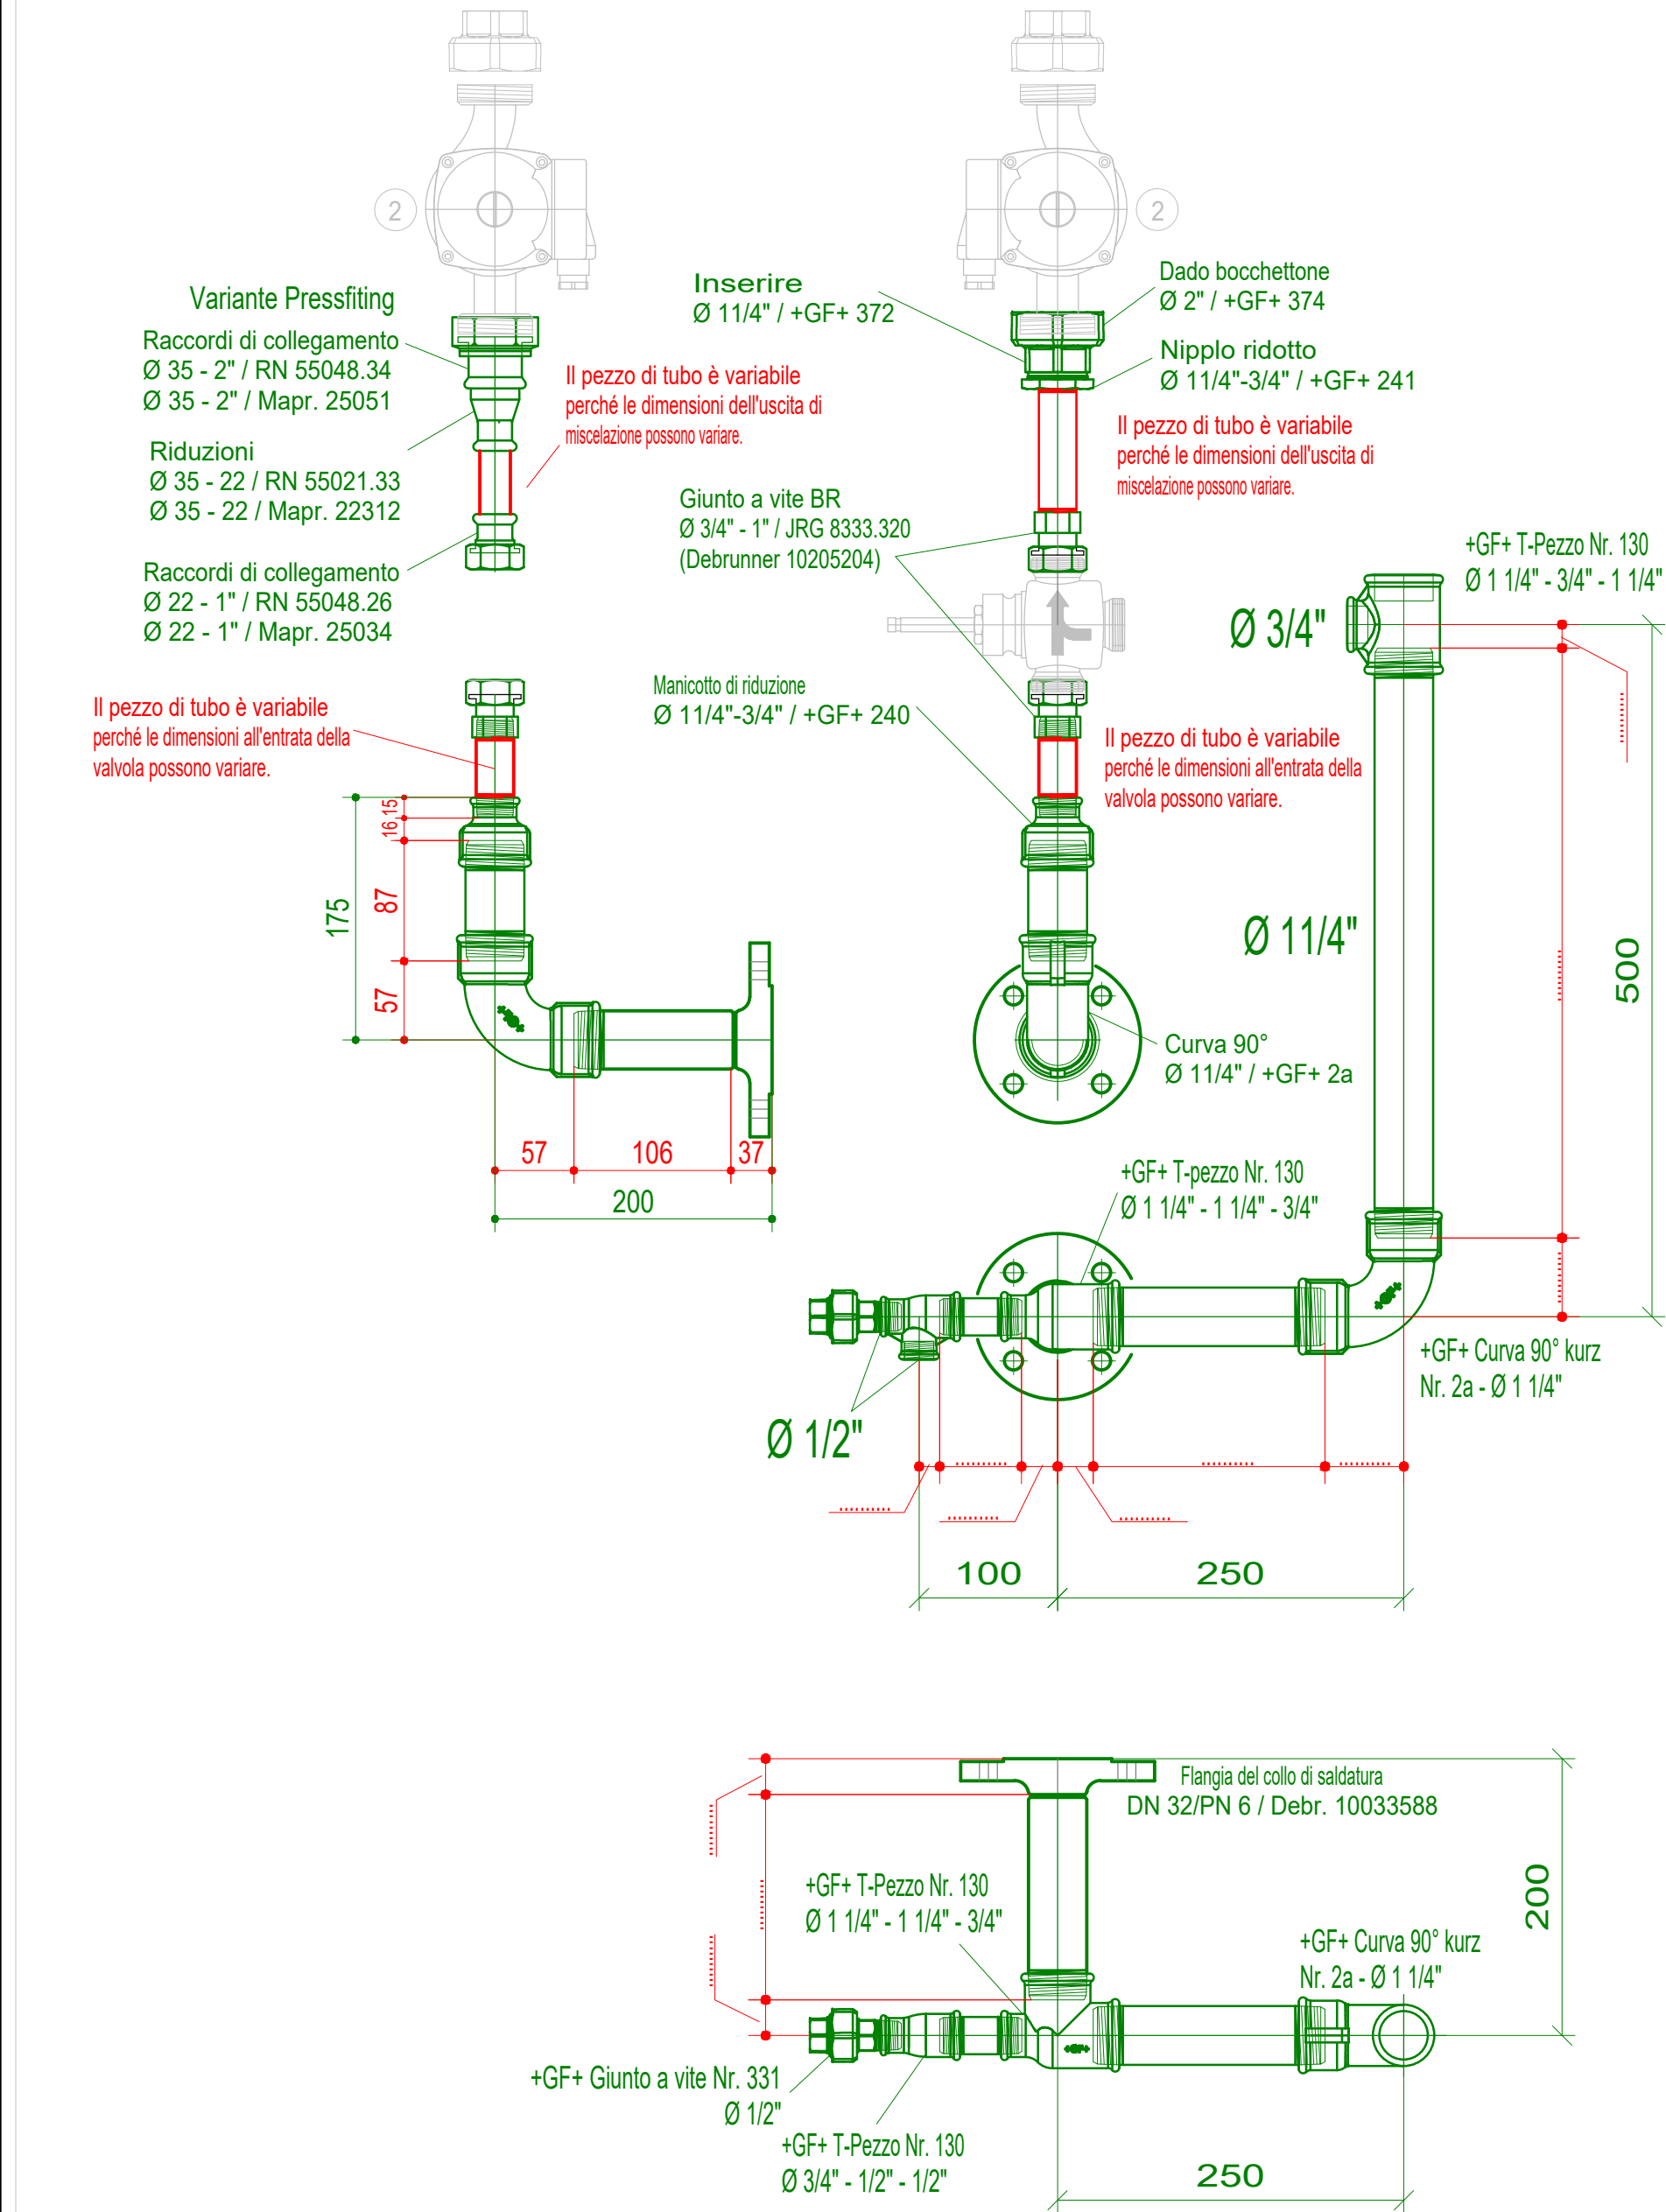 2
2
Variante Pressfiting
Raccordi di collegamento
Ø 35 - 2" / RN 55048.34
Ø 35 - 2" / Mapr. 25051
Riduzioni
Ø 35 - 22 / RN 55021.33
Ø 35 - 22 / Mapr. 22312
Raccordi di collegamento
Ø 22 - 1" / RN 55048.26
Ø 22 - 1" / Mapr. 25034
Il pezzo di tubo è variabile
perché le dimensioni dell'uscita di
miscelazione possono variare.
Inserire
Ø 11/4" / +GF+ 372
Dado bocchettone
Ø 2" / +GF+ 374
Nipplo ridotto
Ø 11/4"-3/4" / +GF+ 241
Il pezzo di tubo è variabile
perché le dimensioni dell'uscita di
miscelazione possono variare.
Giunto a vite BR
Ø 3/4" - 1" / JRG 8333.320
(Debrunner 10205204)
+GF+ T-Pezzo Nr. 130
Ø 1 1/4" - 3/4" - 1 1/4"
Ø 3/4"
Manicotto di riduzione
Ø 11/4"-3/4" / +GF+ 240
Il pezzo di tubo è variabile
perché le dimensioni all'entrata della
valvola possono variare.
Il pezzo di tubo è variabile
perché le dimensioni all'entrata della
valvola possono variare.
15
16
87
175
57
Ø 11/4"
500
Curva 90°
Ø 11/4" / +GF+ 2a
57
106
37
200
+GF+ T-pezzo Nr. 130
Ø 1 1/4" - 1 1/4" - 3/4"
+GF+ Curva 90° kurz
Nr. 2a - Ø 1 1/4"
Ø 1/2"
100
250
Flangia del collo di saldatura
DN 32/PN 6 / Debr. 10033588
+GF+ T-Pezzo Nr. 130
Ø 1 1/4" - 1 1/4" - 3/4"
200
+GF+ Curva 90° kurz
Nr. 2a - Ø 1 1/4"
+GF+
+GF+ Giunto a vite Nr. 331
Ø 1/2"
+GF+ T-Pezzo Nr. 130
Ø 3/4" - 1/2" - 1/2"
250